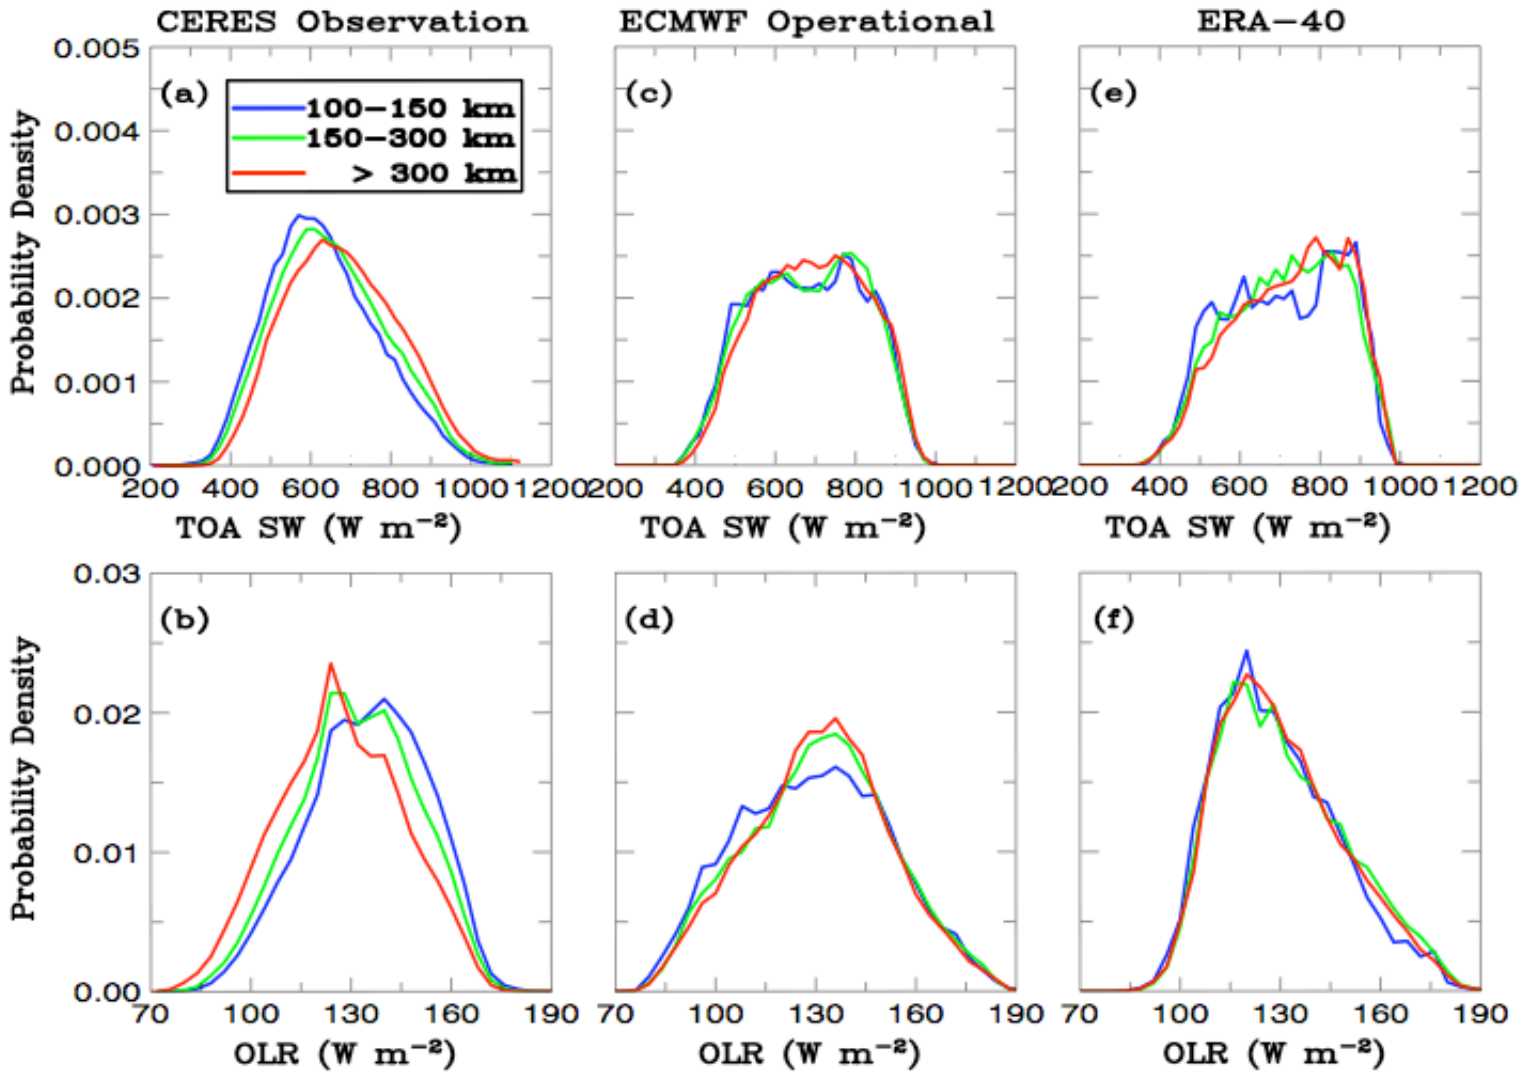 CERES Observation ECMWF Operational ERA-40
0.005
0.004
0.003
0.002
0.001
0.000
Probability Density
(a) (c) (e)
100-150 km
150-300 km
> 300 km
200 400 600 800 1000 1200 200 400 600 800 1000 1200 200 400 600 800 1000 1200
TOA SW (W m⁻²) TOA SW (W m⁻²) TOA SW (W m⁻²)
0.03
0.02
0.01
0.00
Probability Density
(b) (d) (f)
70 100 130 160 190 70 100 130 160 190 70 100 130 160 190
OLR (W m⁻²) OLR (W m⁻²) OLR (W m⁻²)